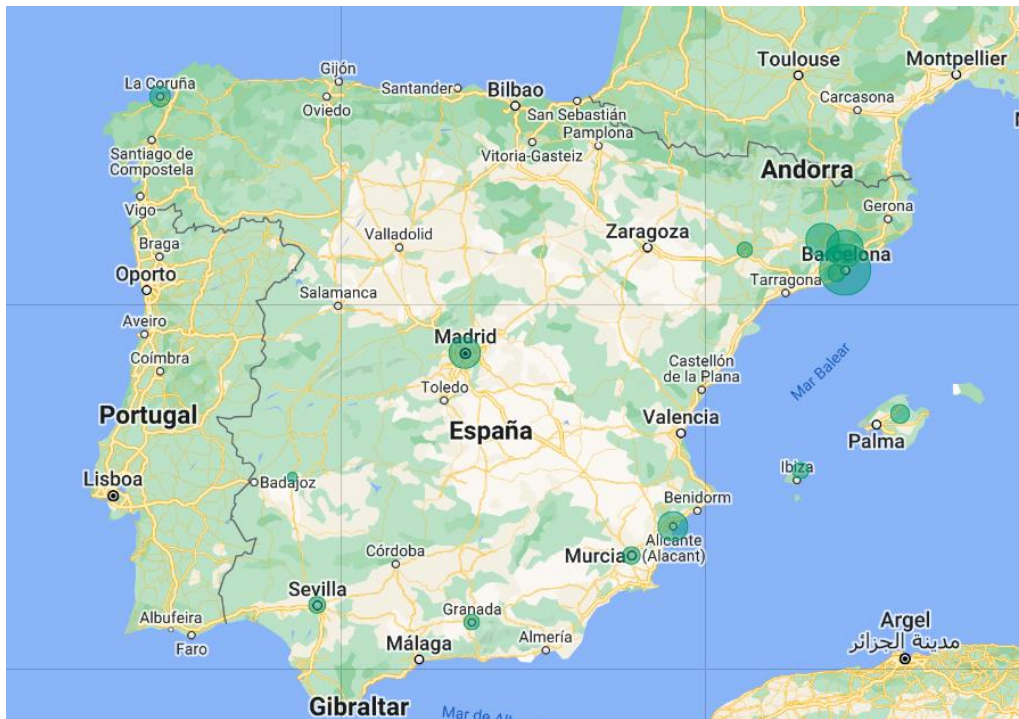 Toulouse
Montpellier
Gijón
La Coruña
Santander
Bilbao
Oviedo
Carcasona
San Sebastián
Pamplona
Santiago de
Compostela
Vitoria-Gasteiz
Andorra
Vigo
Gerona
Valladolid
Zaragoza
Braga
Barcelona
Oporto
Tarragona
Salamanca
Aveiro
Madrid
Coímbra
Castellón
de la Plana
Mar Balear
Toledo
Portugal
España
Valencia
Palma
Ibiza
Lisboa
Badajoz
Benidorm
Alicante
(Alacant)
Córdoba
Murcia
Sevilla
Granada
Albufeira
Argel
Faro
Málaga
Almería
مدينة الجزائر
Gibraltar
Mar de Al